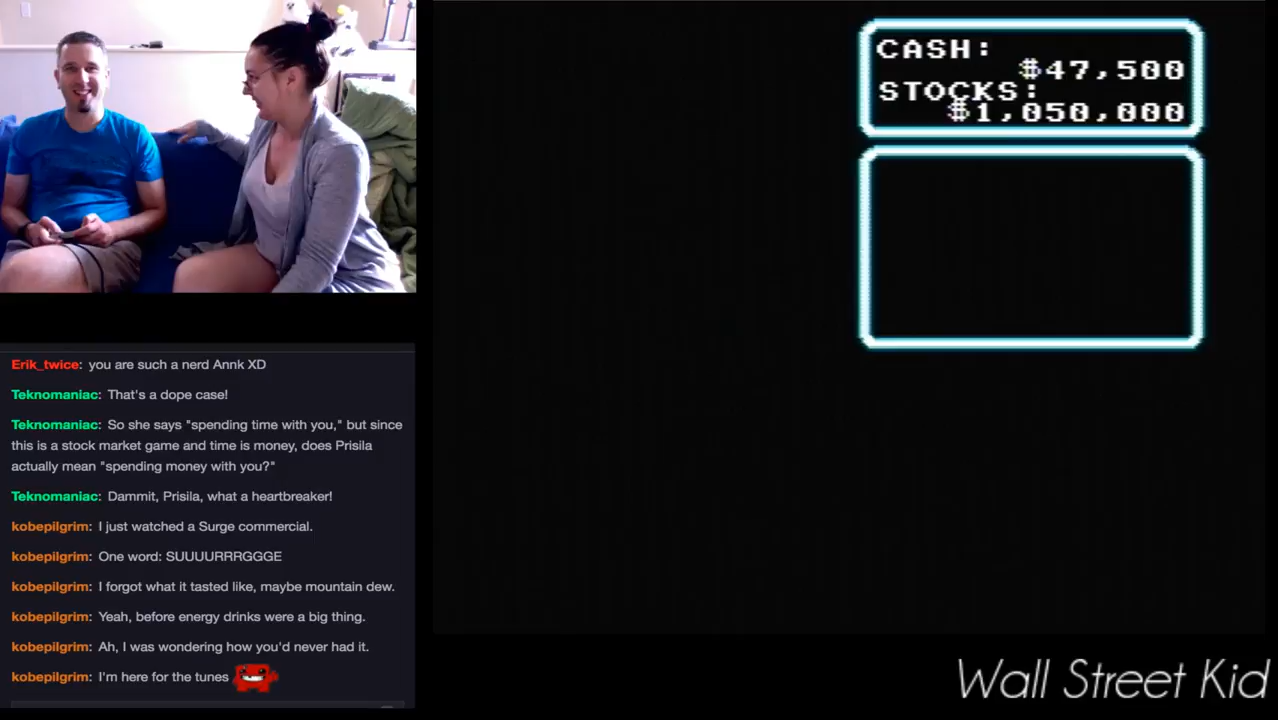 CASH:
$47,500
STOCKS:
$1,050,000
Erik_twice: you are such a nerd Annk XD
Teknomaniac: That's a dope case!
Teknomaniac: So she says "spending time with you," but since
this is a stock market game and time is money, does Prisila
actually mean "spending money with you?"
Teknomaniac: Dammit, Prisila, what a heartbreaker!
kobepilgrim: I just watched a Surge commercial.
kobepilgrim: One word: SUUUURRRGGGE
kobepilgrim: I forgot what it tasted like, maybe mountain dew.
kobepilgrim: Yeah, before energy drinks were a big thing.
kobepilgrim: Ah, I was wondering how you'd never had it.
kobepilgrim: I'm here for the tunes
Wall Street Kid